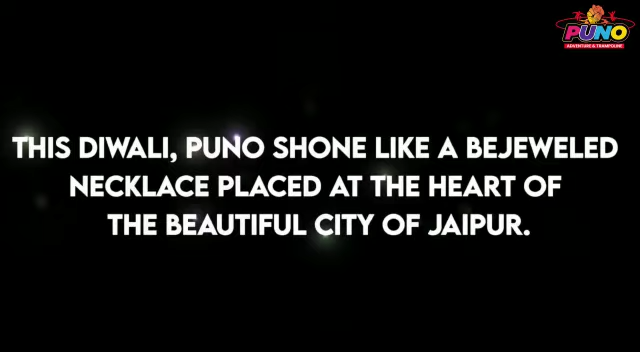 PUNO
ADVENTURE & TRAMPOLINE
THIS DIWALI, PUNO SHONE LIKE A BEJEWELED
NECKLACE PLACED AT THE HEART OF
THE BEAUTIFUL CITY OF JAIPUR.